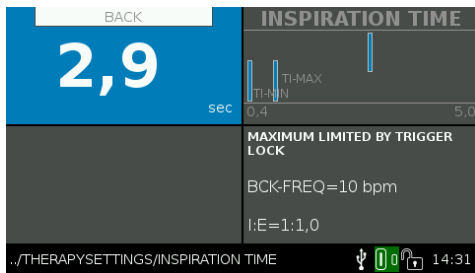 BACK
2,9
sec
INSPIRATION TIME
TI-MAX
TI-MIN
0,4 5,0
MAXIMUM LIMITED BY TRIGGER
LOCK
BCK-FREQ=10 bpm
I:E=1:1,0
../THERAPYSETTINGS/INSPIRATION TIME 14:31